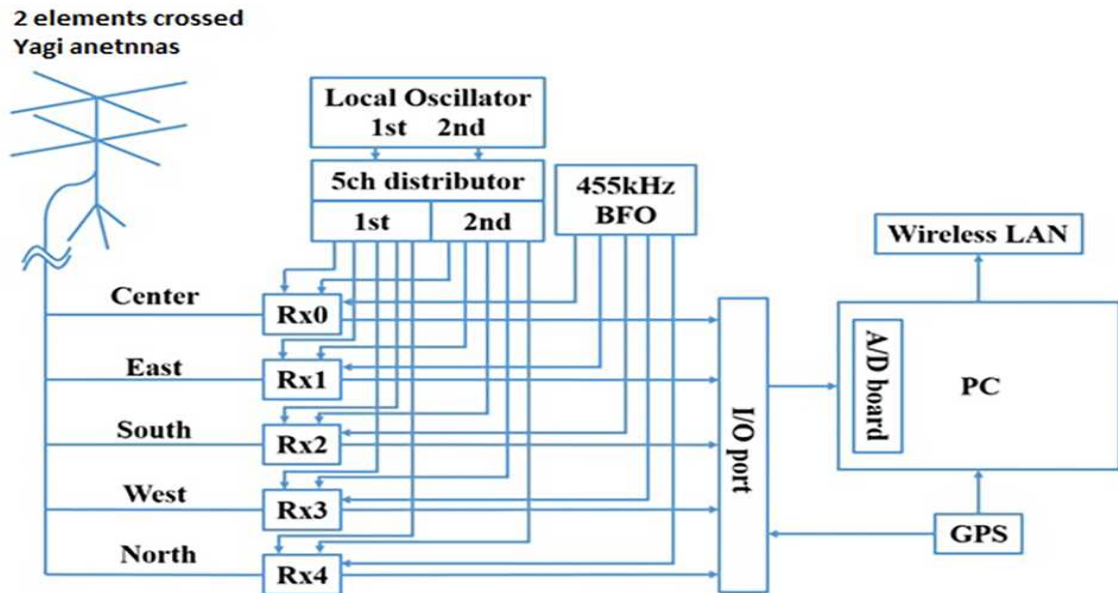 2 elements crossed
Yagi anetnnas
Local Oscillator
1st 2nd
5ch distributor
1st 2nd
455kHz
BFO
Wireless LAN
Center
Rx0
East
Rx1
South
Rx2
West
Rx3
North
Rx4
I/O port
A/D board
PC
GPS